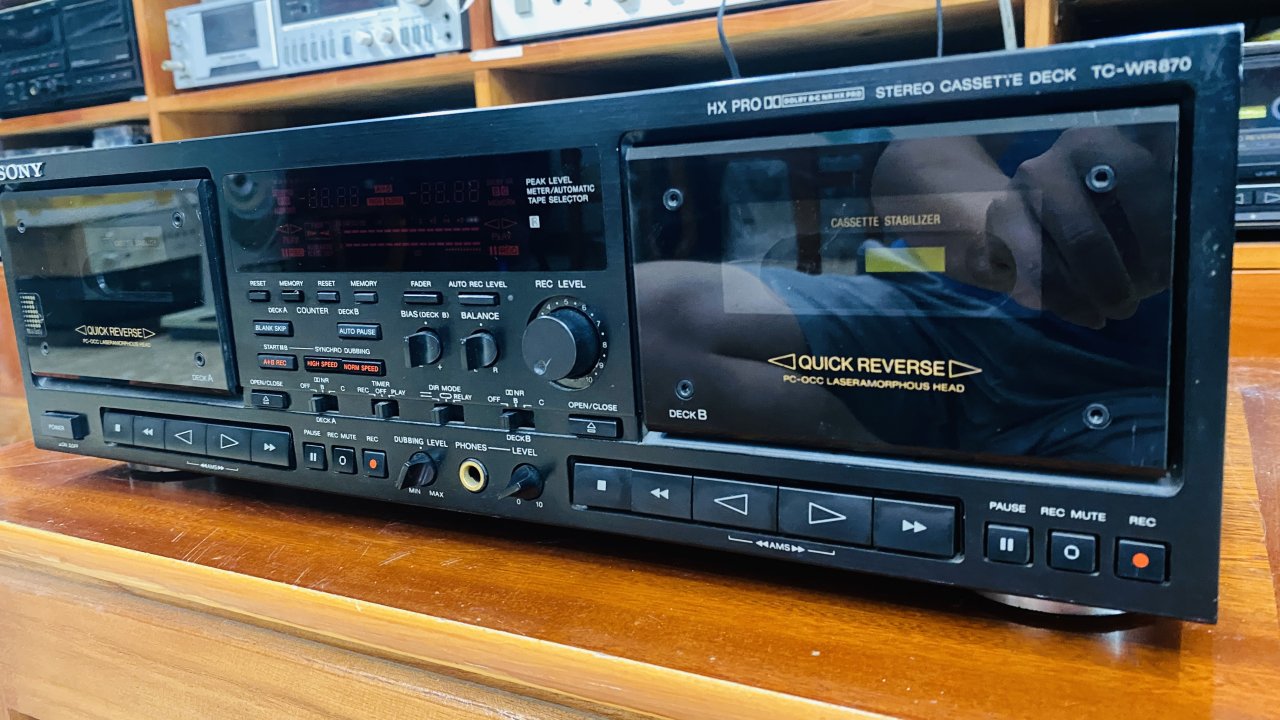 HX PRO DOLBY B-C NR HX PRO STEREO CASSETTE DECK TC-WR870
SONY
PEAK LEVEL
METER/AUTOMATIC
TAPE SELECTOR
CASSETTE STABILIZER
RESET MEMORY RESET MEMORY FADER AUTO REC LEVEL REC LEVEL
DECK A COUNTER DECK B
BIAS (DECK B) BALANCE
BLANK SKIP AUTO PAUSE
START SYNCHRO DUBBING
A+B REC HIGH SPEED NORM SPEED
QUICK REVERSE
PC-OCC LASERAMORPHOUS HEAD
DECK A
QUICK REVERSE
PC-OCC LASERAMORPHOUS HEAD
DECK B
OPEN/CLOSE
OFF NR B C
TIMER
REC OFF PLAY
DIR MODE
RELAY
OFF NR B C
OPEN/CLOSE
DECK A
DECK B
POWER
PAUSE REC MUTE REC DUBBING LEVEL PHONES LEVEL
MIN MAX
0 10
AMS
AMS
PAUSE REC MUTE REC